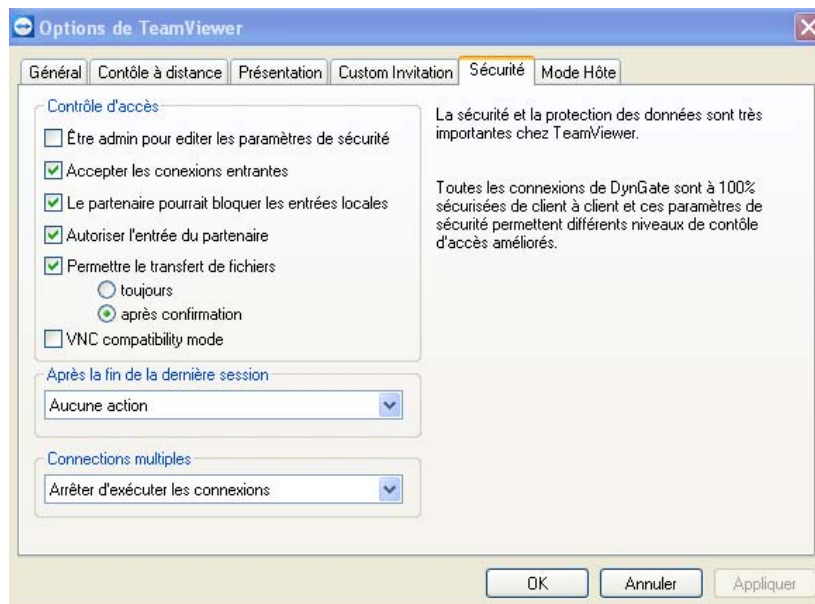 Options de TeamViewer
Général
Contôle à distance
Présentation
Custom Invitation
Sécurité
Mode Hôte
Contrôle d'accès
Être admin pour editer les paramètres de sécurité
Accepter les conexions entrantes
Le partenaire pourrait bloquer les entrées locales
Autoriser l'entrée du partenaire
Permettre le transfert de fichiers
toujours
après confirmation
VNC compatibility mode
Après la fin de la dernière session
Aucune action
Connections multiples
Arrêter d'exécuter les connexions
La sécurité et la protection des données sont très
importantes chez TeamViewer.
Toutes les connexions de DynGate sont à 100%
sécurisées de client à client et ces paramètres de
sécurité permettent différents niveaux de contrôle
d'accès améliorés.
OK
Annuler
Appliquer